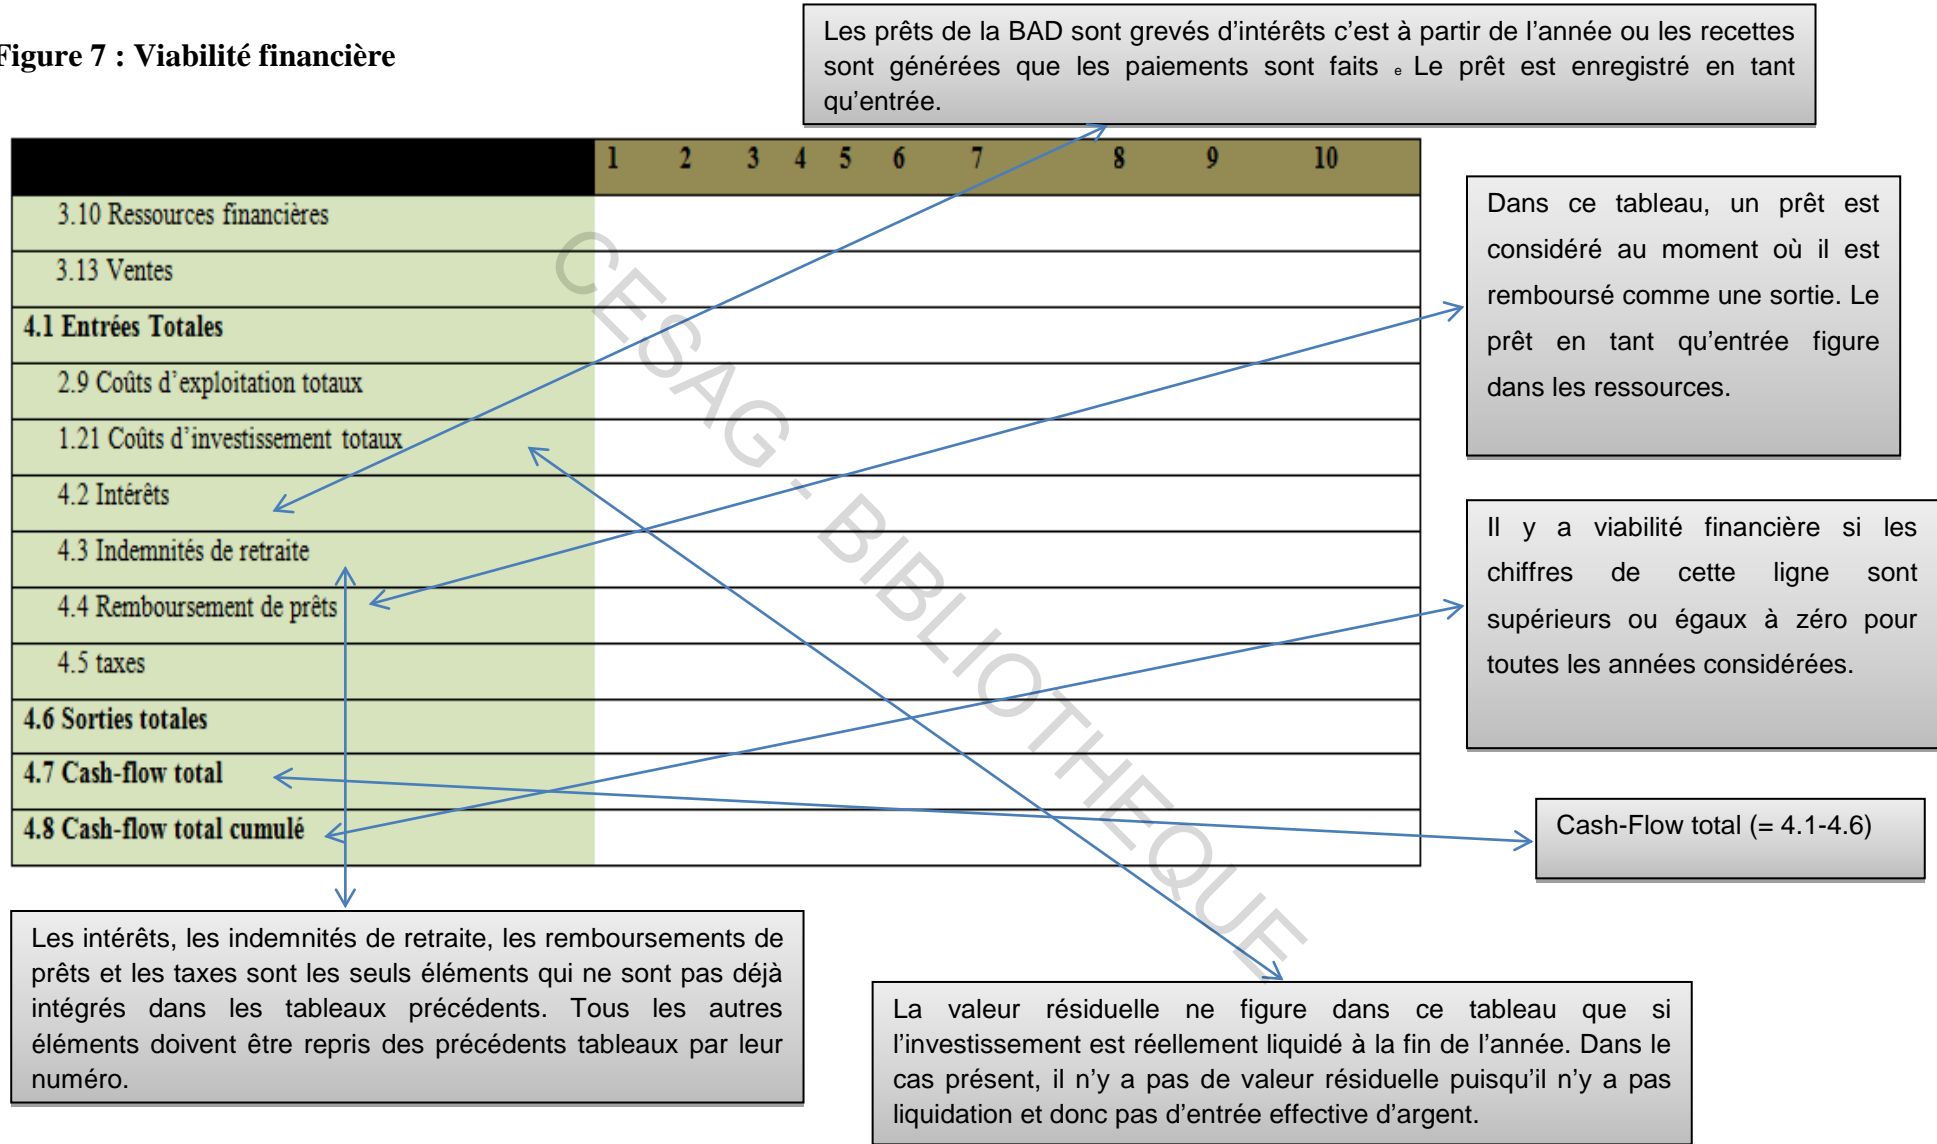 Figure 7 : Viabilité financière
Les prêts de la BAD sont grevés d’intérêts c’est à partir de l’année ou les recettes
sont générées que les paiements sont faits e Le prêt est enregistré en tant
qu’entrée.
1 2 3 4 5 6 7 8 9 10
3.10 Ressources financières
3.13 Ventes
4.1 Entrées Totales
2.9 Coûts d’exploitation totaux
1.21 Coûts d’investissement totaux
4.2 Intérêts
4.3 Indemnités de retraite
4.4 Remboursement de prêts
4.5 taxes
4.6 Sorties totales
4.7 Cash-flow total
4.8 Cash-flow total cumulé
Dans ce tableau, un prêt est
considéré au moment où il est
remboursé comme une sortie. Le
prêt en tant qu’entrée figure
dans les ressources.
Il y a viabilité financière si les
chiffres de cette ligne sont
supérieurs ou égaux à zéro pour
toutes les années considérées.
Cash-Flow total (= 4.1-4.6)
Les intérêts, les indemnités de retraite, les remboursements de
prêts et les taxes sont les seuls éléments qui ne sont pas déjà
intégrés dans les tableaux précédents. Tous les autres
éléments doivent être repris des précédents tableaux par leur
numéro.
La valeur résiduelle ne figure dans ce tableau que si
l’investissement est réellement liquidé à la fin de l’année. Dans le
cas présent, il n’y a pas de valeur résiduelle puisqu’il n’y a pas
liquidation et donc pas d’entrée effective d’argent.
CESAG - BIBLIOTHEQUE